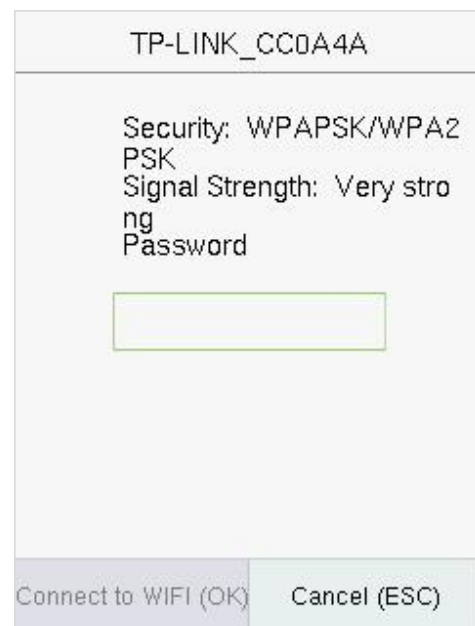 TP-LINK_CC0A4A
Security: WPAPSK/WPA2
PSK
Signal Strength: Very stro
ng
Password
Connect to WIFI (OK) Cancel (ESC)